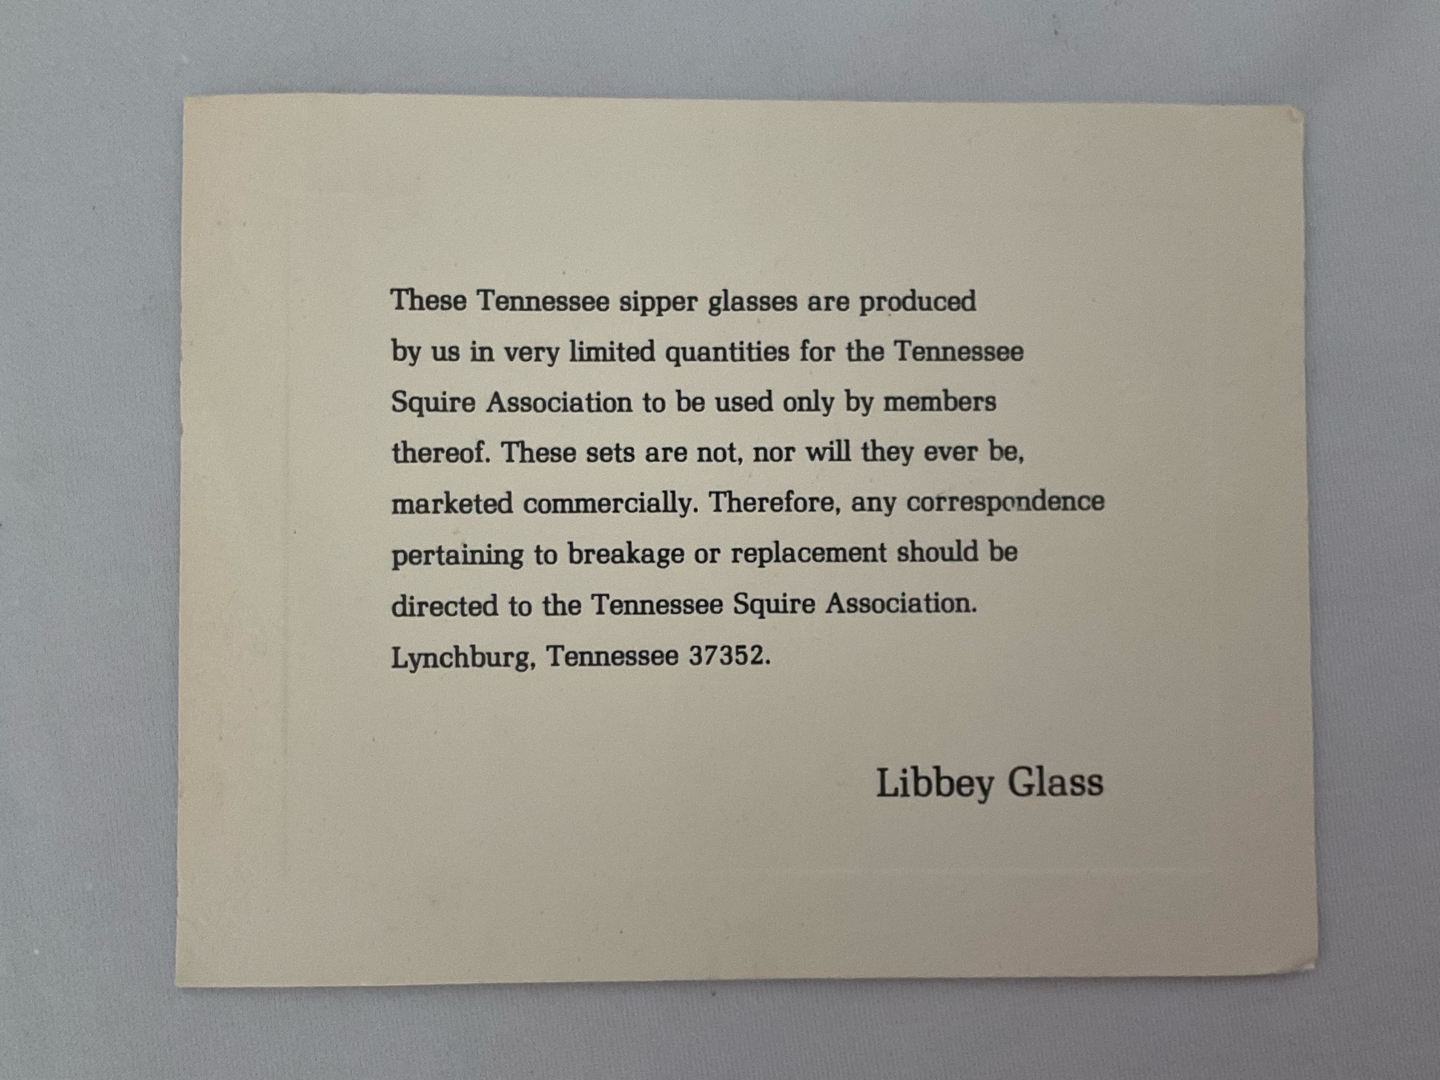 These Tennessee sipper glasses are produced
by us in very limited quantities for the Tennessee
Squire Association to be used only by members
thereof. These sets are not, nor will they ever be,
marketed commercially. Therefore, any correspondence
pertaining to breakage or replacement should be
directed to the Tennessee Squire Association.
Lynchburg, Tennessee 37352.
Libbey Glass